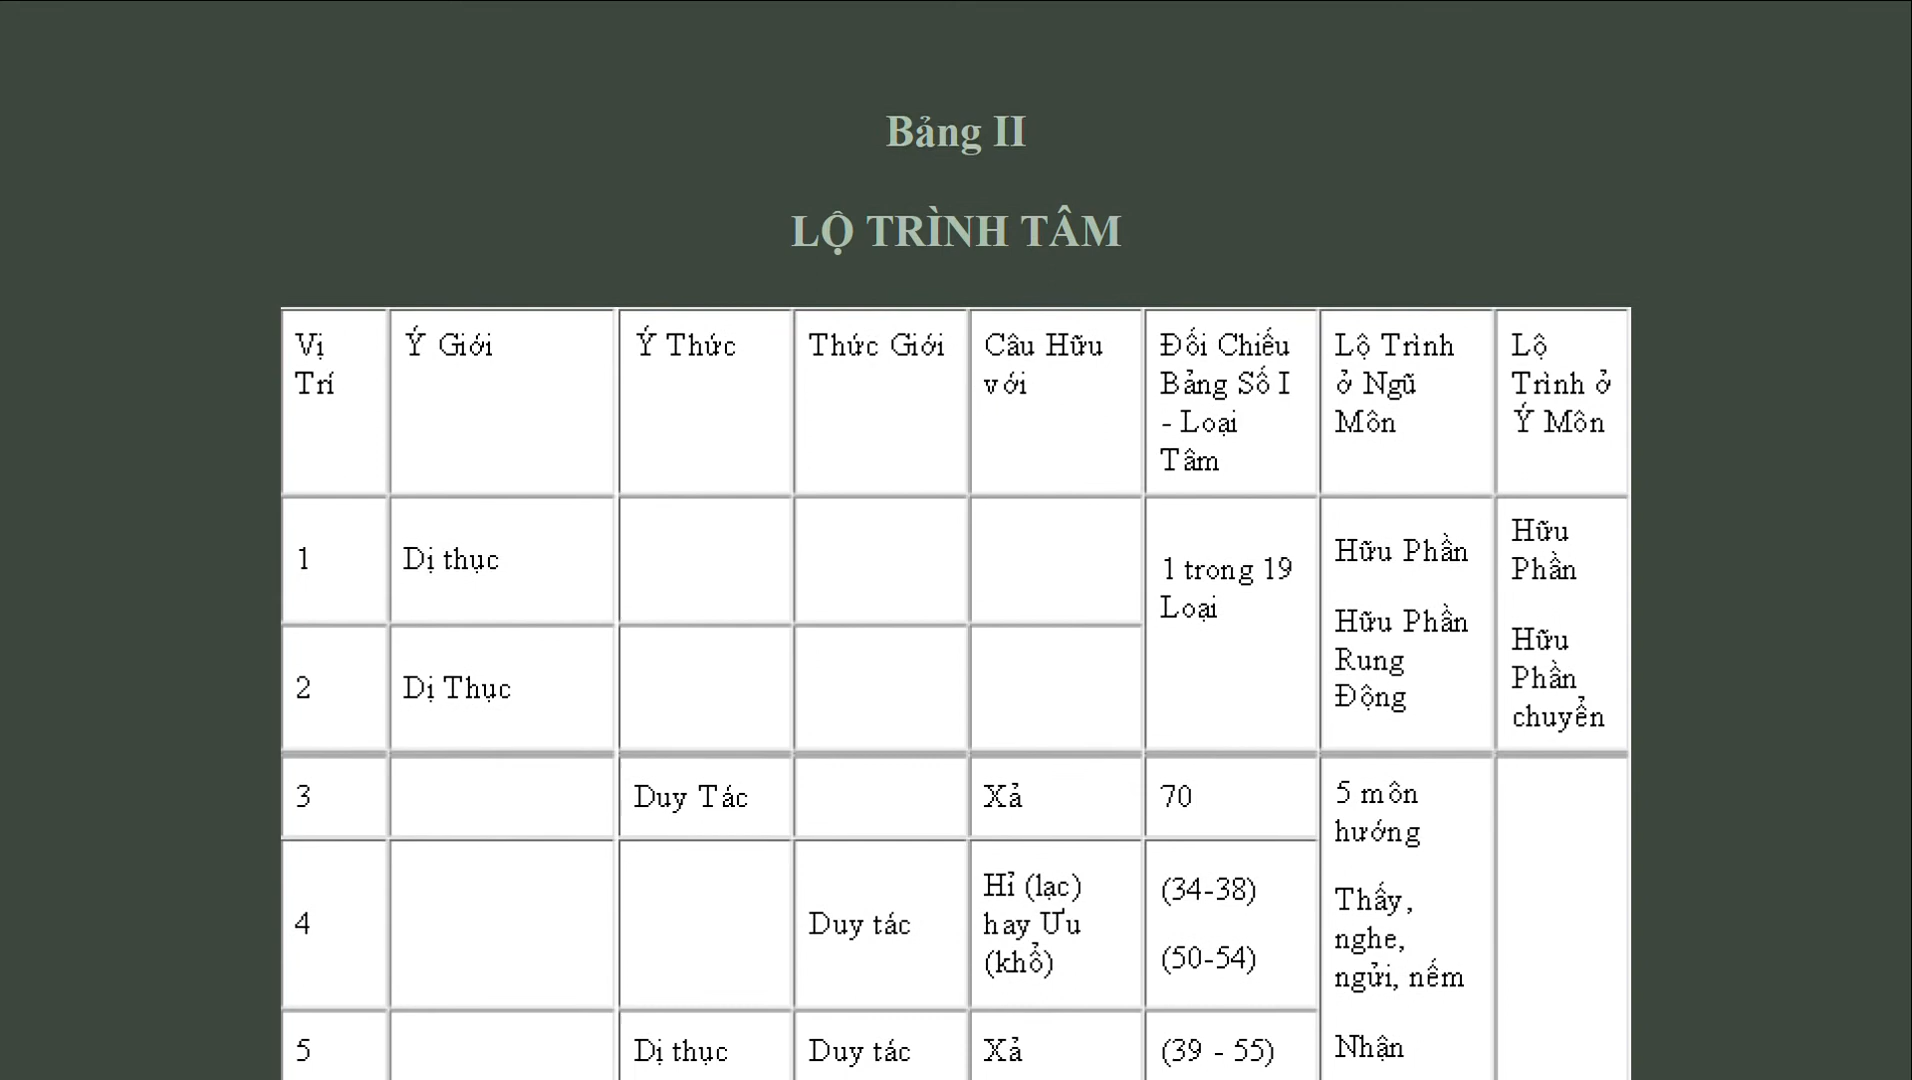 Bảng II
LỘ TRÌNH TÂM
Vị Trí | Ý Giới | Ý Thức | Thức Giới | Câu Hữu với | Đối Chiếu Bảng Số I - Loại Tâm | Lộ Trình ở Ngũ Môn | Lộ Trình ở Ý Môn
1 | Dị thục | | | | 1 trong 19 Loại | Hữu Phần | Hữu Phần
2 | Dị Thục | | | | | Hữu Phần Rung Động | Hữu Phần chuyển
3 | | Duy Tác | | Xả | 70 | 5 môn hướng
4 | | | Duy tác | Hỉ (lạc) hay Ưu (khổ) | (34-38) (50-54) | Thấy, nghe, ngửi, nếm
5 | | Dị thục | Duy tác | Xả | (39 - 55) | Nhận